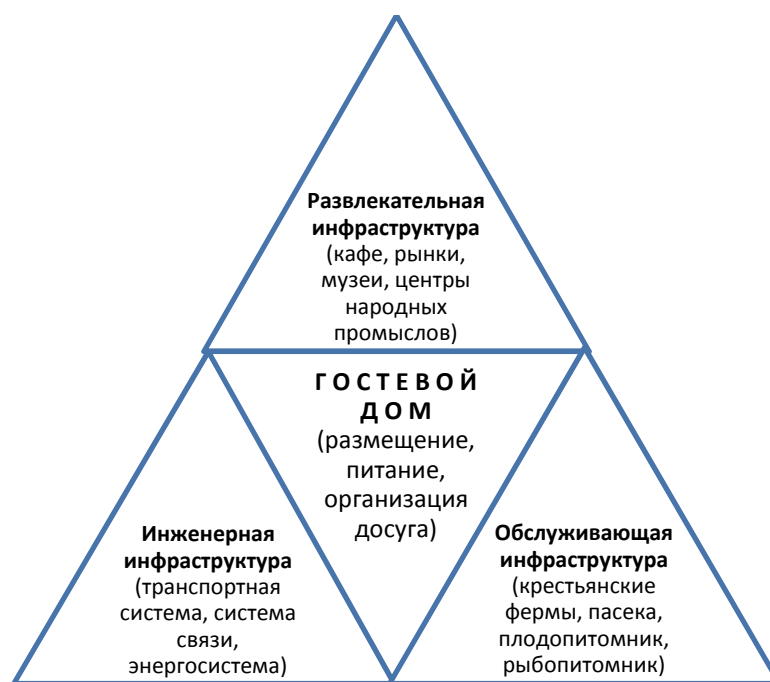 Развлекательная
инфраструктура
(кафе, рынки,
музеи, центры
народных
промыслов)
Г О С Т Е В О Й
Д О М
(размещение,
питание,
организация
досуга)
Инженерная
инфраструктура
(транспортная
система, система
связи,
энергосистема)
Обслуживающая
инфраструктура
(крестьянские
фермы, пасека,
плодопитомник,
рыбопитомник)